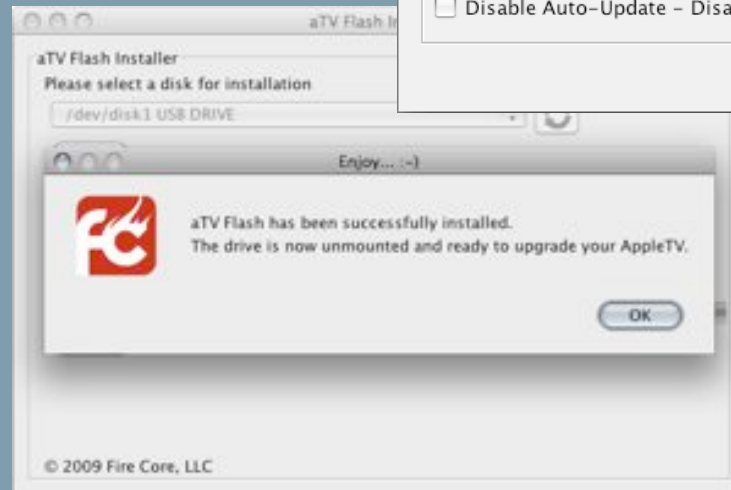 Disable Auto-Update - Disa
aTV Flash In
aTV Flash Installer
Please select a disk for installation
/dev/disk1 USB DRIVE
Enjoy... :-)
FC
aTV Flash has been successfully installed.
The drive is now unmounted and ready to upgrade your AppleTV.
OK
© 2009 Fire Core, LLC